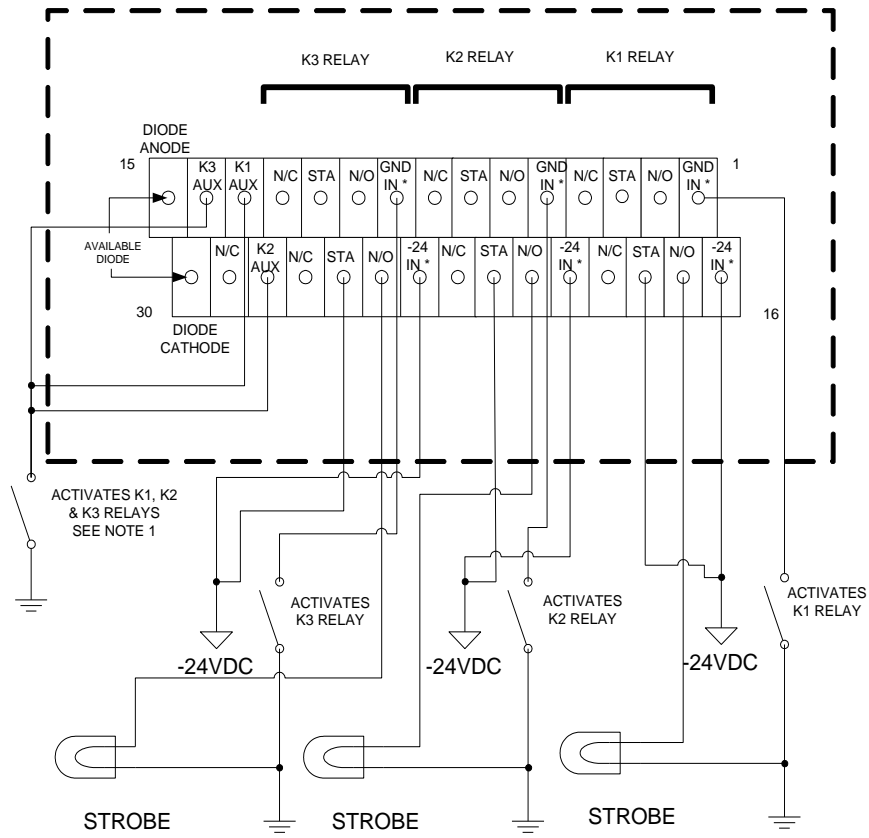 K3 RELAY
K2 RELAY
K1 RELAY
DIODE
ANODE
15
K3
AUX
K1
AUX
N/C
STA
N/O
GND
IN *
N/C
STA
N/O
GND
IN *
N/C
STA
N/O
GND
IN *
1
AVAILABLE
DIODE
N/C
K2
AUX
N/C
STA
N/O
-24
IN *
N/C
STA
N/O
-24
IN *
N/C
STA
N/O
-24
IN *
30
DIODE
CATHODE
16
ACTIVATES K1, K2
& K3 RELAYS
SEE NOTE 1
ACTIVATES
K3 RELAY
ACTIVATES
K2 RELAY
ACTIVATES
K1 RELAY
-24VDC
-24VDC
-24VDC
STROBE
STROBE
STROBE